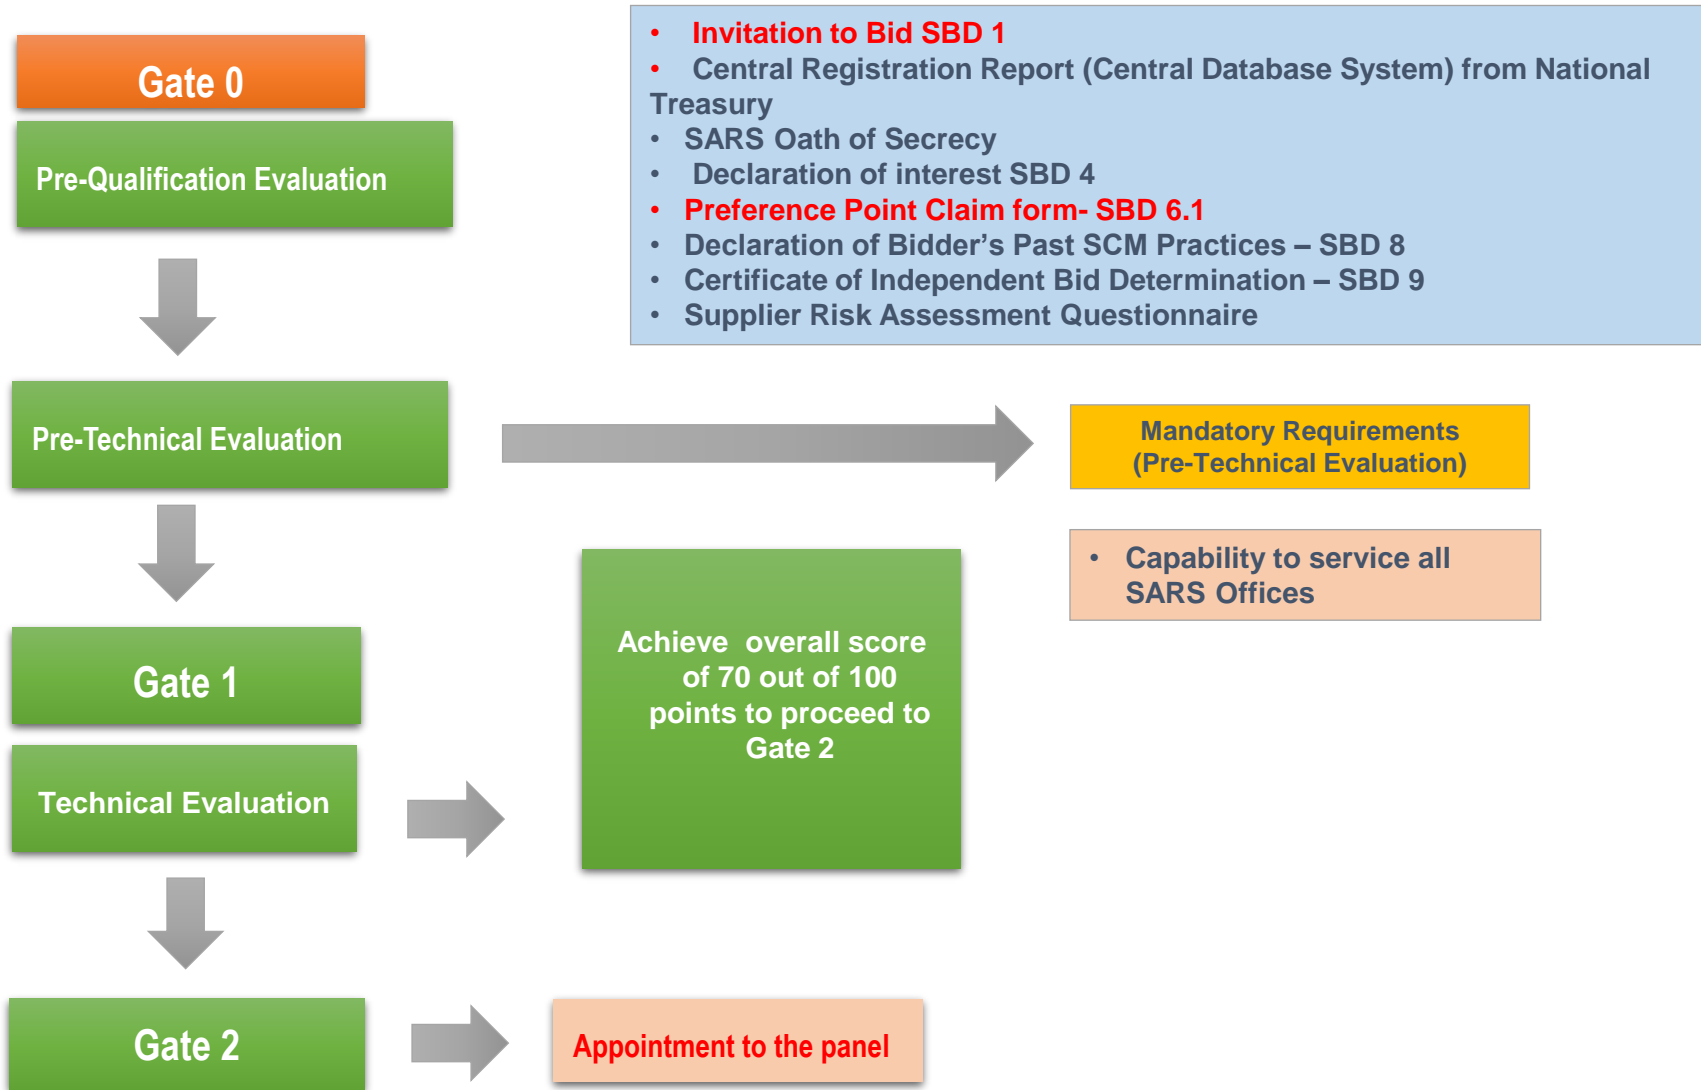 Gate 0
Pre-Qualification Evaluation
• Invitation to Bid SBD 1
• Central Registration Report (Central Database System) from National
Treasury
• SARS Oath of Secrecy
• Declaration of interest SBD 4
• Preference Point Claim form- SBD 6.1
• Declaration of Bidder’s Past SCM Practices – SBD 8
• Certificate of Independent Bid Determination – SBD 9
• Supplier Risk Assessment Questionnaire
Pre-Technical Evaluation
Mandatory Requirements
(Pre-Technical Evaluation)
• Capability to service all
SARS Offices
Gate 1
Technical Evaluation
Achieve overall score
of 70 out of 100
points to proceed to
Gate 2
Gate 2
Appointment to the panel